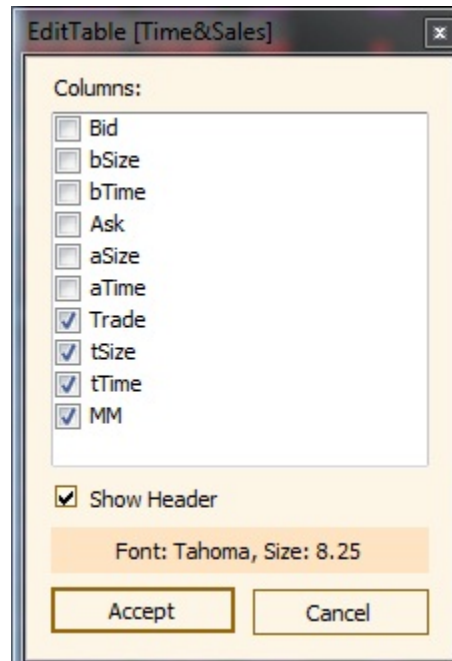 EditTable [Time&Sales]
Columns:
Bid
bSize
bTime
Ask
aSize
aTime
Trade
tSize
tTime
MM
Show Header
Font: Tahoma, Size: 8.25
Accept Cancel